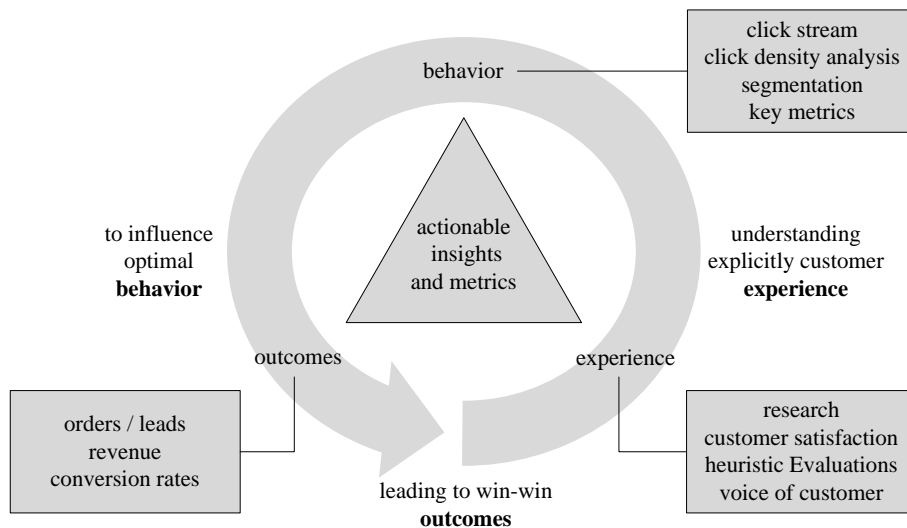 click stream
click density analysis
segmentation
key metrics
behavior
actionable
insights
and metrics
to influence
optimal
behavior
understanding
explicitly customer
experience
outcomes
experience
orders / leads
revenue
conversion rates
research
customer satisfaction
heuristic Evaluations
voice of customer
leading to win-win
outcomes